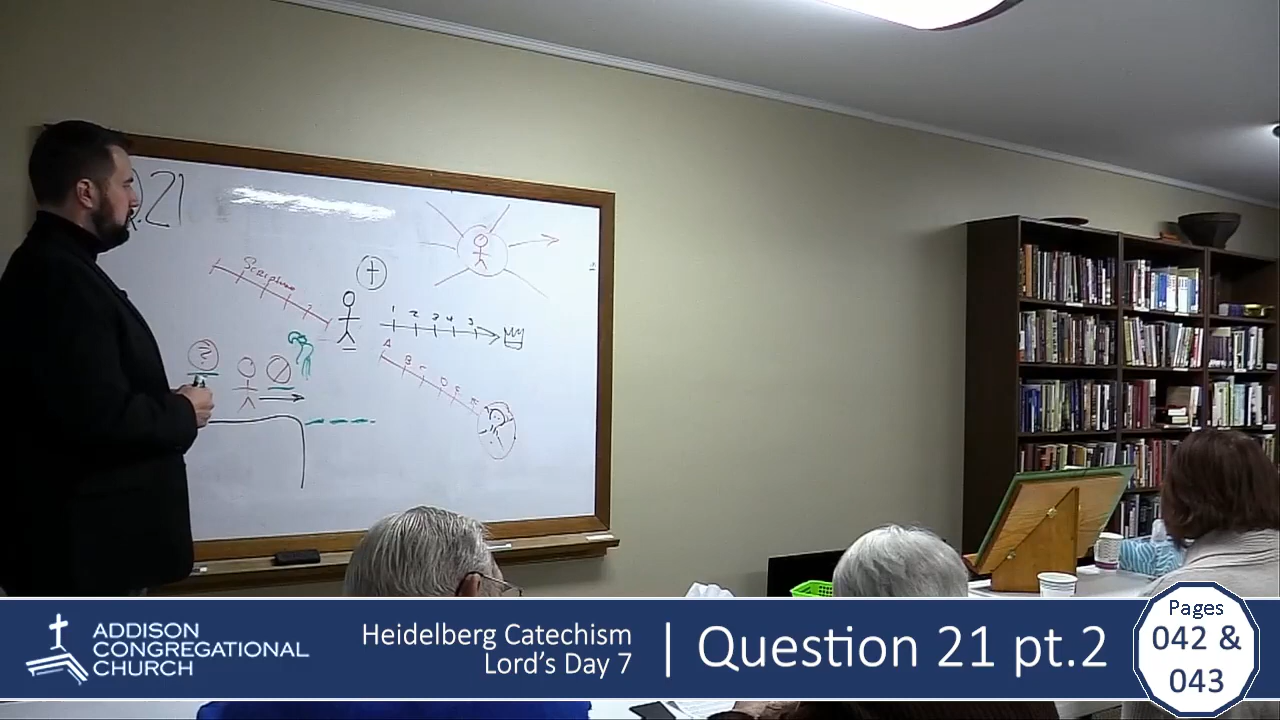 Q.21
Scripture
?
1 2 3 4 5
A
B
C
D
E
?
ADDISON
CONGREGATIONAL
CHURCH
Heidelberg Catechism
Lord's Day 7
Question 21 pt.2
Pages
042 &
043